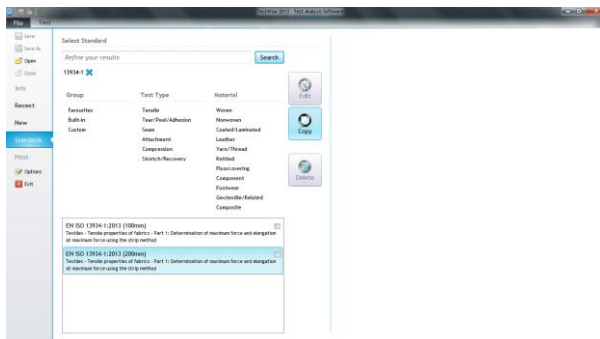 TestWise 2013 - Test Analysis Software
File Test
Save
Save As
Open
Close
Info
Recent
New
Standards
Print
Options
Exit
Select Standard
Refine your results
Search
13934-1
Group Test Type Material
Favourites Tensile Woven
Built-in Tear/Peel/Adhesion Nonwoven
Custom Seam Coated/Laminated
Attachment Leather
Compression Yarn/Thread
Stretch/Recovery Knitted
Floorcovering
Component
Footwear
Geotextile/Related
Composite
Edit
Copy
Delete
EN ISO 13934-1:2013 (100mm)
Textiles - Tensile properties of fabrics - Part 1: Determination of maximum force and elongation
at maximum force using the strip method
EN ISO 13934-1:2013 (200mm)
Textiles - Tensile properties of fabrics - Part 1: Determination of maximum force and elongation
at maximum force using the strip method